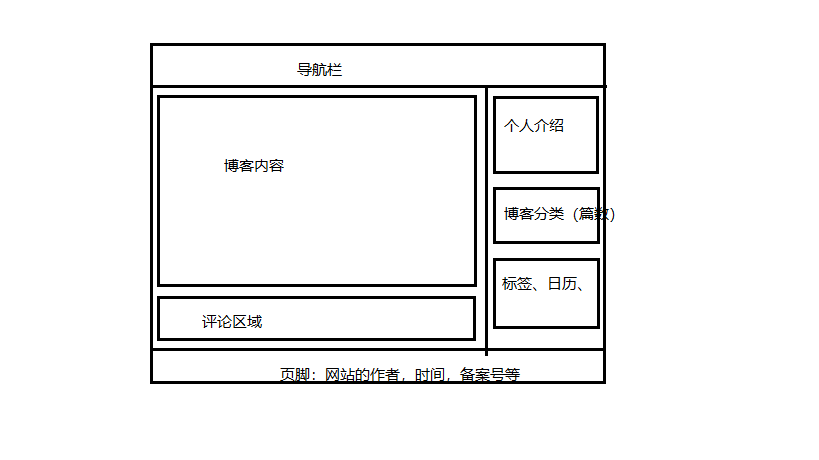 导航栏
博客内容
评论区域
个人介绍
博客分类（篇数）
标签、日历、
页脚：网站的作者，时间，备案号等